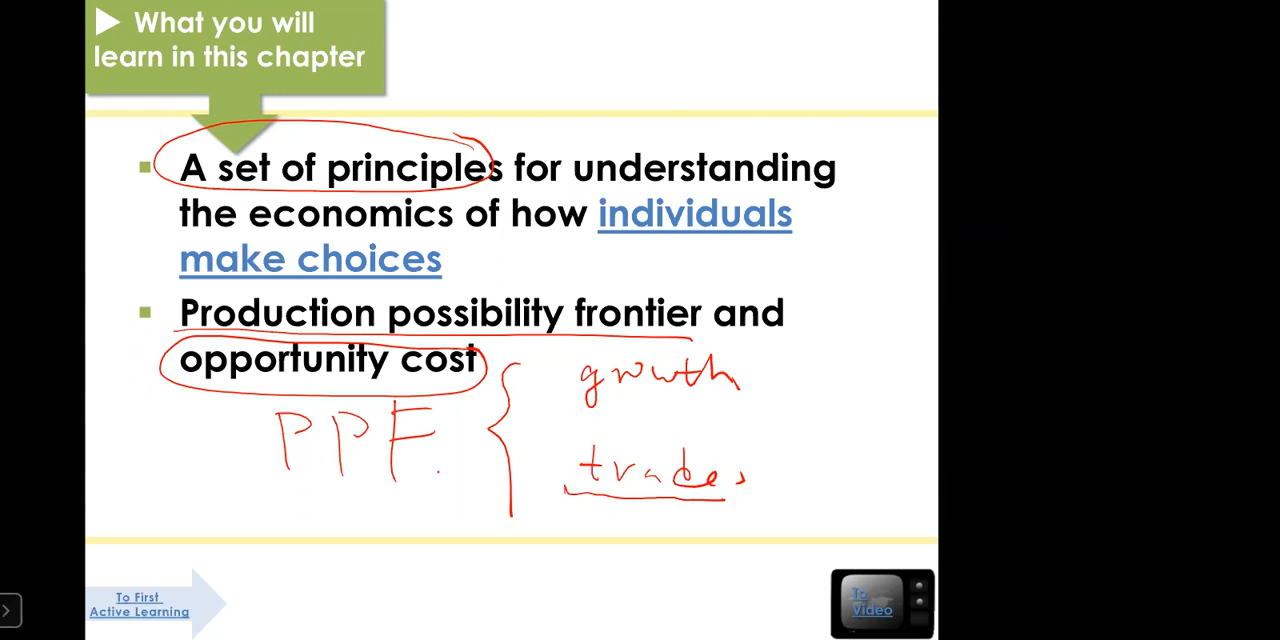 What you will
learn in this chapter
A set of principles for understanding
the economics of how individuals
make choices
Production possibility frontier and
opportunity cost
growth
PPF.
trades
To First
Active Learning
To
Video